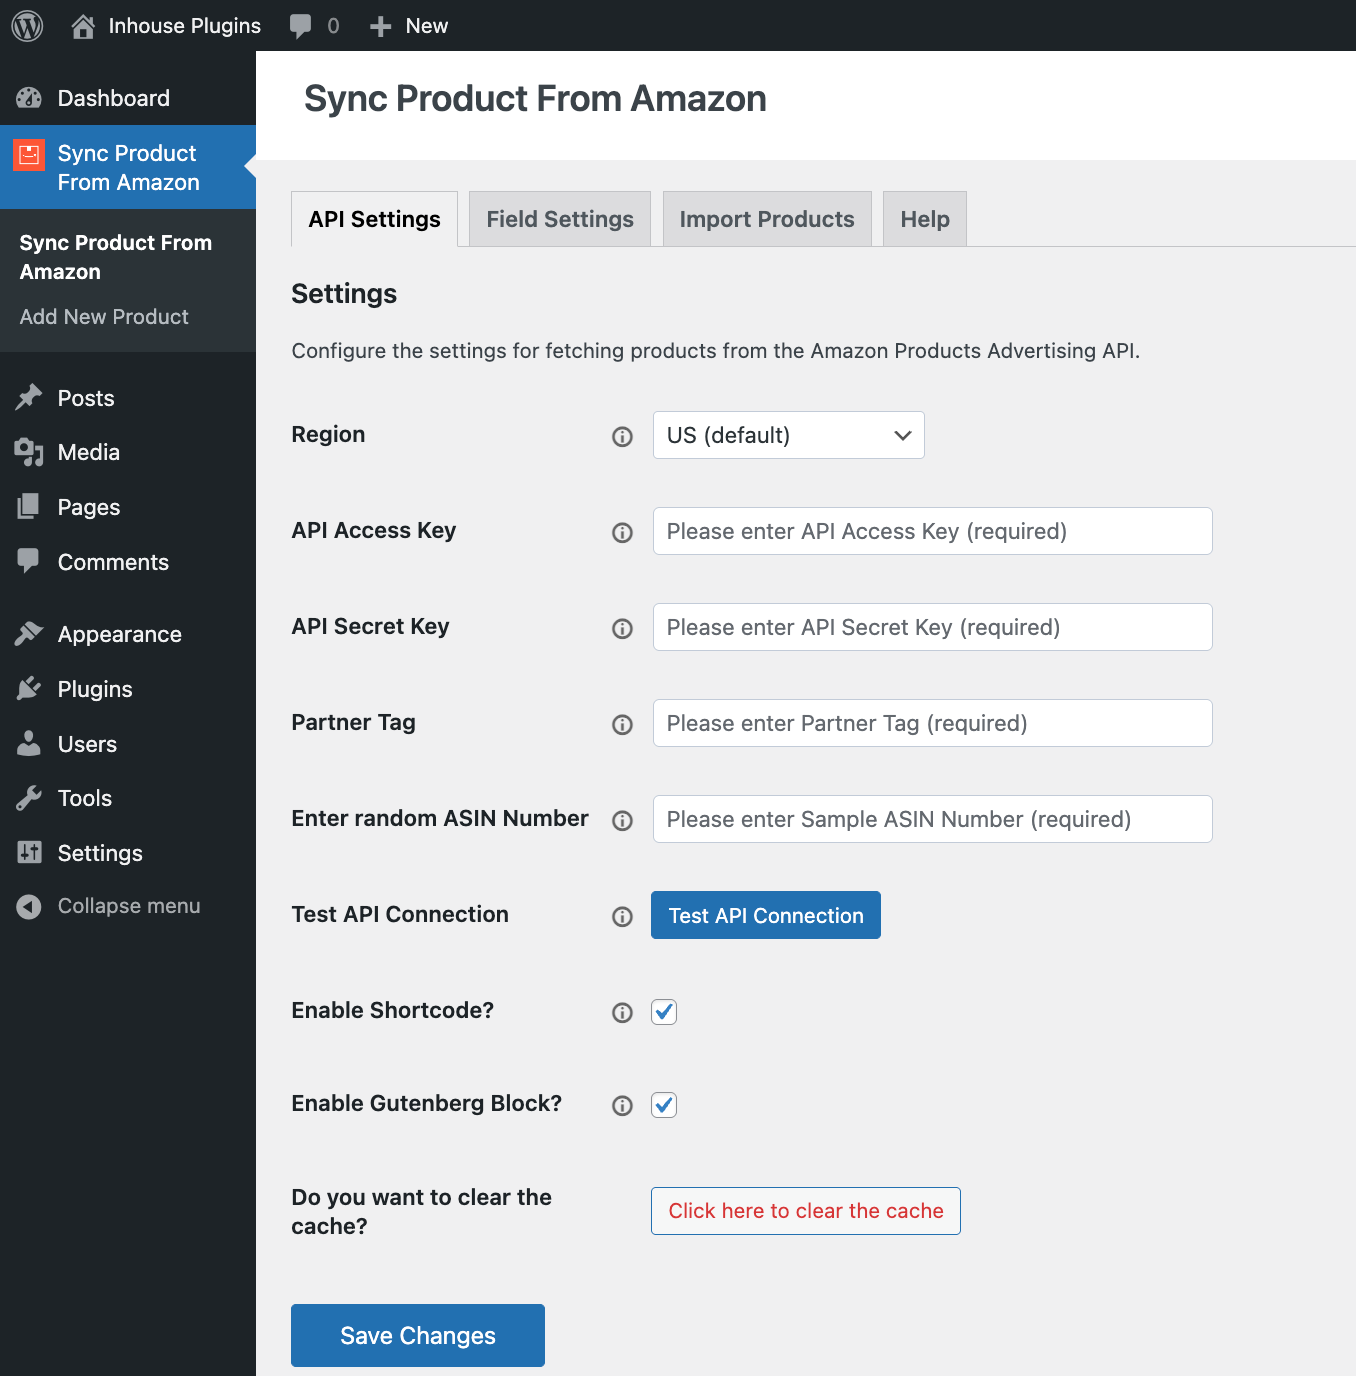 Inhouse Plugins
0
New
Dashboard
Sync Product
From Amazon
Sync Product From
Amazon
Add New Product
Posts
Media
Pages
Comments
Appearance
Plugins
Users
Tools
Settings
Collapse menu
Sync Product From Amazon
API Settings
Field Settings
Import Products
Help
Settings
Configure the settings for fetching products from the Amazon Products Advertising API.
Region
US (default)
API Access Key
Please enter API Access Key (required)
API Secret Key
Please enter API Secret Key (required)
Partner Tag
Please enter Partner Tag (required)
Enter random ASIN Number
Please enter Sample ASIN Number (required)
Test API Connection
Test API Connection
Enable Shortcode?
Enable Gutenberg Block?
Do you want to clear the
cache?
Click here to clear the cache
Save Changes